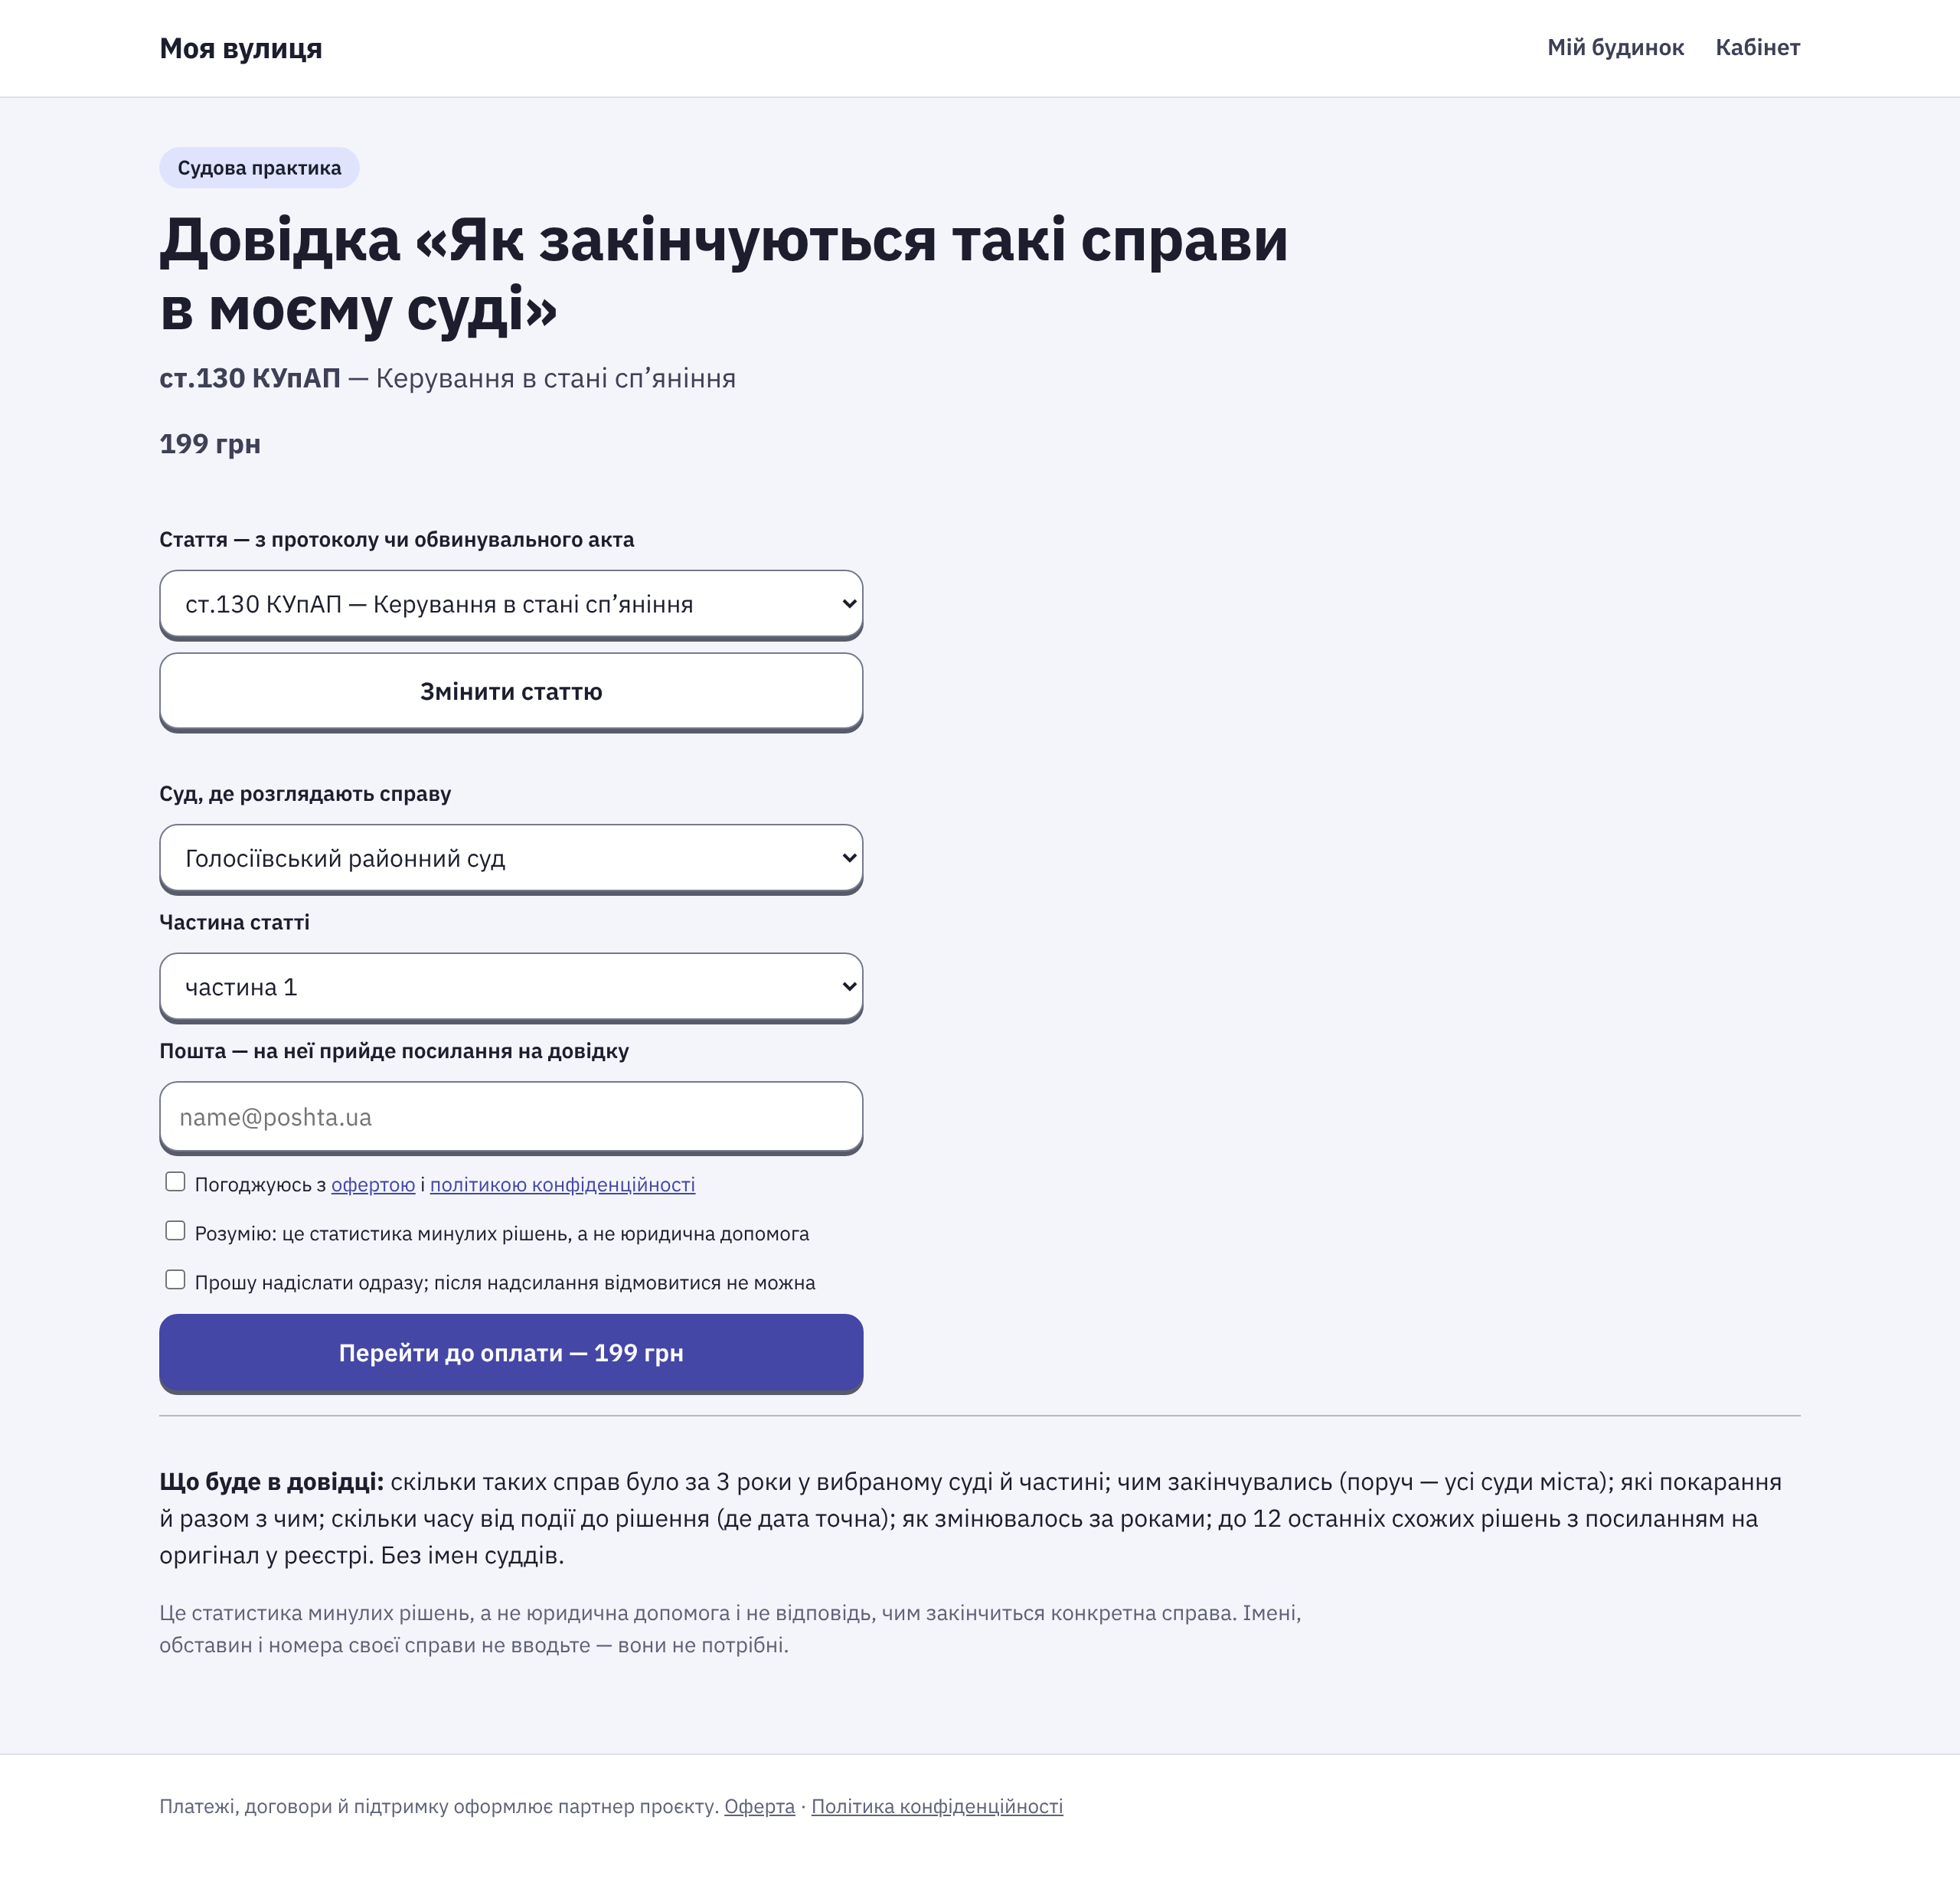 Моя вулиця
Мій будинок
Кабінет
Судова практика
Довідка «Як закінчуються такі справи
в моєму суді»
ст.130 КУпАП — Керування в стані сп’яніння
199 грн
Стаття — з протоколу чи обвинувального акта
ст.130 КУпАП — Керування в стані сп’яніння
Змінити статтю
Суд, де розглядають справу
Голосіївський районний суд
Частина статті
частина 1
Пошта — на неї прийде посилання на довідку
name@poshta.ua
Погоджуюсь з офертою і політикою конфіденційності
Розумію: це статистика минулих рішень, а не юридична допомога
Прошу надіслати одразу; після надсилання відмовитися не можна
Перейти до оплати — 199 грн
Що буде в довідці: скільки таких справ було за 3 роки у вибраному суді й частині; чим закінчувались (поруч — усі суди міста); які покарання
й разом з чим; скільки часу від події до рішення (де дата точна); як змінювалось за роками; до 12 останніх схожих рішень з посиланням на
оригінал у реєстрі. Без імен суддів.
Це статистика минулих рішень, а не юридична допомога і не відповідь, чим закінчиться конкретна справа. Імені,
обставин і номера своєї справи не вводьте — вони не потрібні.
Платежі, договори й підтримку оформлює партнер проєкту. Оферта · Політика конфіденційності